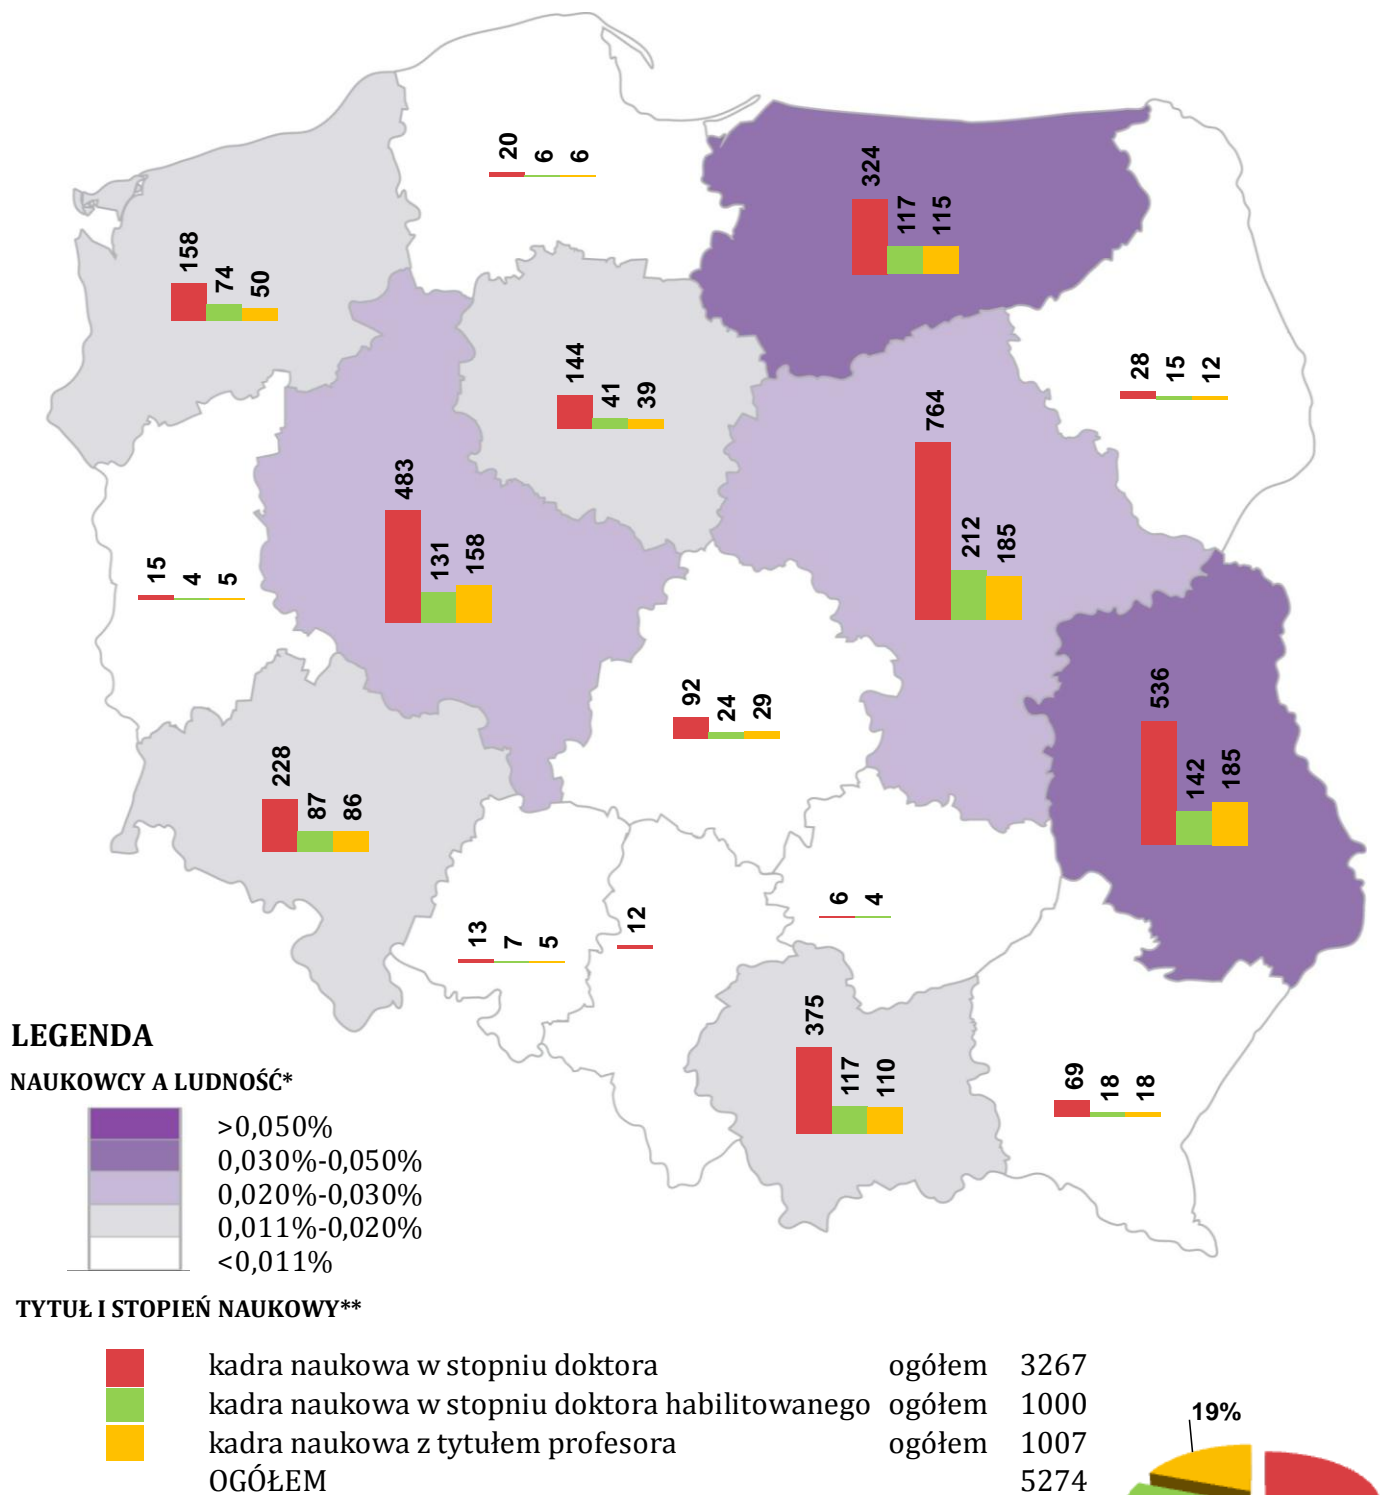 20 6 6
324 117 115
158 74 50
144 41 39
28 15 12
764 212 185
483 131 158
15 4 5
92 24 29
536 142 185
228 87 86
6 4
13 7 5
12
375 117 110
69 18 18
LEGENDA
NAUKOWCY A LUDNOŚĆ*
>0,050%
0,030%-0,050%
0,020%-0,030%
0,011%-0,020%
<0,011%
TYTUŁ I STOPIEŃ NAUKOWY**
kadra naukowa w stopniu doktora ogółem 3267
kadra naukowa w stopniu doktora habilitowanego ogółem 1000
kadra naukowa z tytułem profesora ogółem 1007
OGÓŁEM 5274
19%